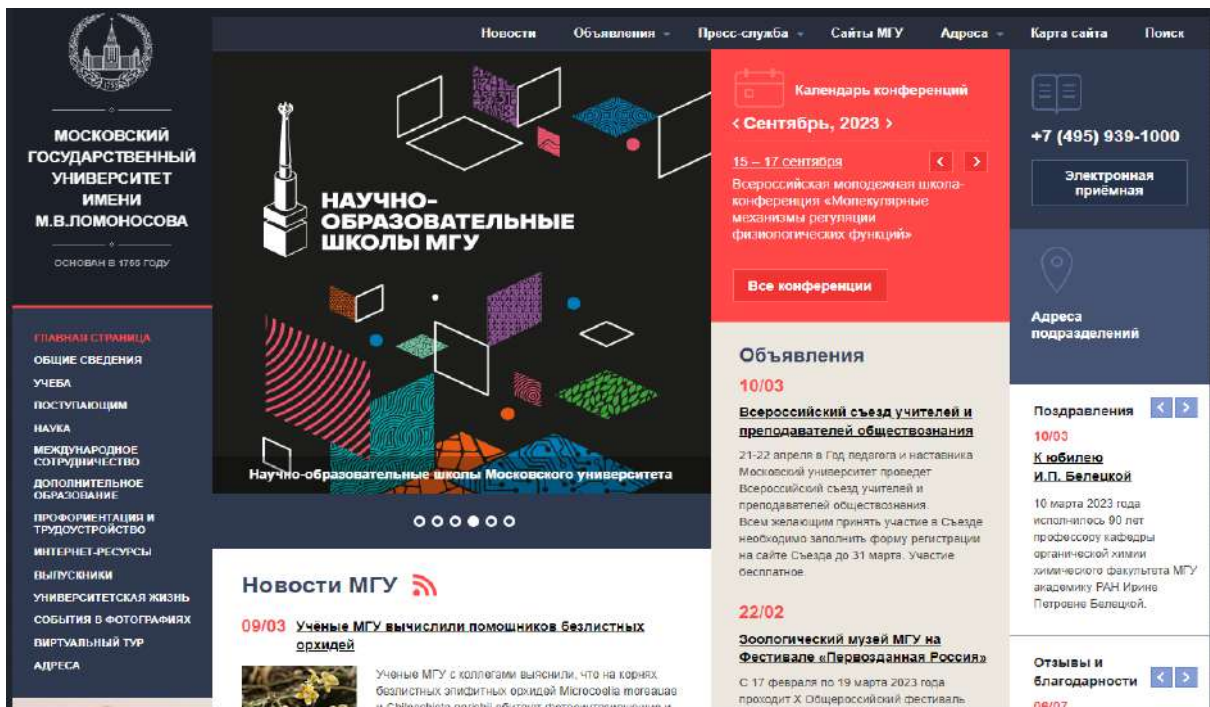 Новости Объявления Пресс-служба Сайты МГУ Адреса Карта сайта Поиск
МОСКОВСКИЙ
ГОСУДАРСТВЕННЫЙ
УНИВЕРСИТЕТ
ИМЕНИ
М.В.ЛОМОНОСОВА
ОСНОВАН В 1755 ГОДУ
ГЛАВНАЯ СТРАНИЦА
ОБЩИЕ СВЕДЕНИЯ
УЧЕБА
ПОСТУПАЮЩИМ
НАУКА
МЕЖДУНАРОДНОЕ
СОТРУДНИЧЕСТВО
ДОПОЛНИТЕЛЬНОЕ
ОБРАЗОВАНИЕ
ПРОФОРИЕНТАЦИЯ И
ТРУДОУСТРОЙСТВО
ИНТЕРНЕТ-РЕСУРСЫ
ВЫПУСКНИКИ
УНИВЕРСИТЕТСКАЯ ЖИЗНЬ
СОБЫТИЯ В ФОТОГРАФИЯХ
ВИРТУАЛЬНЫЙ ТУР
АДРЕСА
НАУЧНО-
ОБРАЗОВАТЕЛЬНЫЕ
ШКОЛЫ МГУ
Научно-образовательные школы Московского университета
Новости МГУ
09/03 Учёные МГУ вычислили помощников безлистных
орхидей
Ученые МГУ с коллегами выяснили, что на корнях
безлистных эпифитных орхидей Microcoelia moreauae
и Chiloschista parishii обитают фотосинтезирующие и
Календарь конференций
< Сентябрь, 2023 >
15 – 17 сентября
Всероссийская молодежная школа-
конференция «Молекулярные
механизмы регуляции
физиологических функций»
Все конференции
Объявления
10/03
Всероссийский съезд учителей и
преподавателей обществознания
21-22 апреля в Год педагога и наставника
Московский университет проведет
Всероссийский съезд учителей и
преподавателей обществознания.
Всем желающим принять участие в Съезде
необходимо заполнить форму регистрации
на сайте Съезда до 31 марта. Участие
бесплатное.
22/02
Зоологический музей МГУ на
Фестивале «Первозданная Россия»
С 17 февраля по 19 марта 2023 года
проходит X Общероссийский фестиваль
+7 (495) 939-1000
Электронная
приёмная
Адреса
подразделений
Поздравления
10/03
К юбилею
И.П. Белецкой
10 марта 2023 года
исполнилось 90 лет
профессору кафедры
органической химии
химического факультета МГУ
академику РАН Ирине
Петровне Белецкой.
Отзывы и
благодарности
06/07